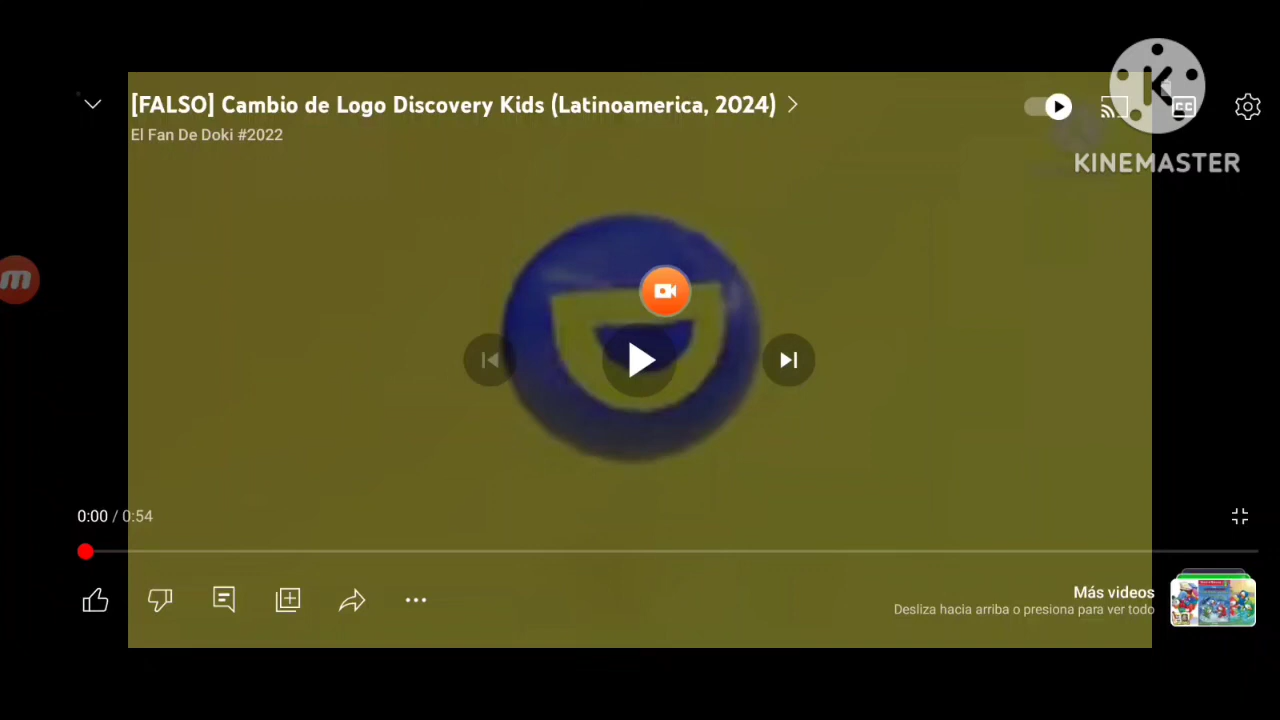 [FALSO] Cambio de Logo Discovery Kids (Latinoamerica, 2024)
El Fan De Doki #2022
CC
KINEMASTER
0:00 / 0:54
Más videos
Desliza hacia arriba o presiona para ver todo